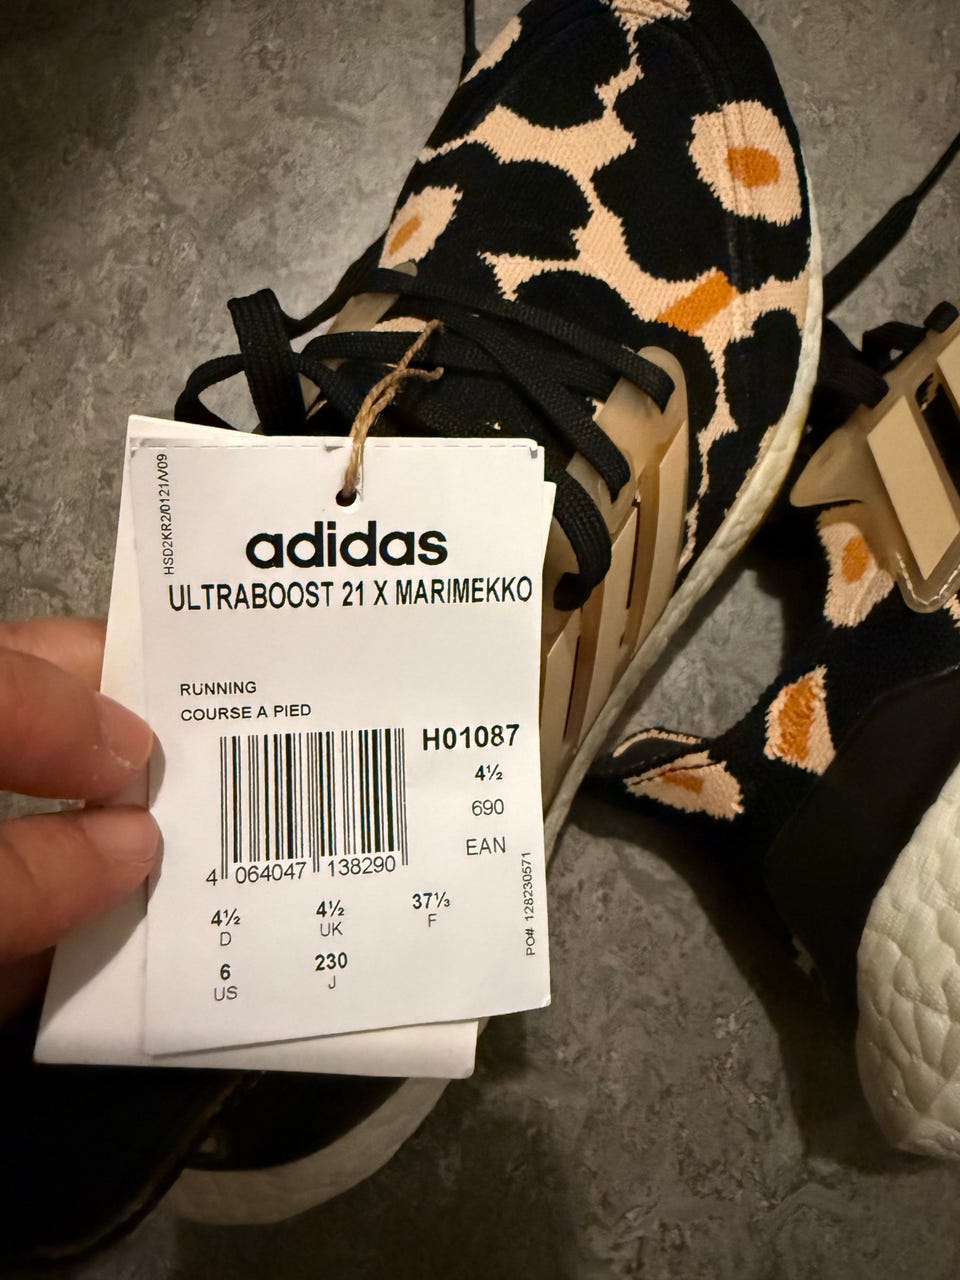 HSD2KR2/0121/V09
adidas
ULTRABOOST 21 X MARIMEKKO
RUNNING
COURSE A PIED
H01087
4½
690
EAN
4 064047 138290
4½ 4½ 37⅓
D UK F
6 230
US J
PO# 128230571